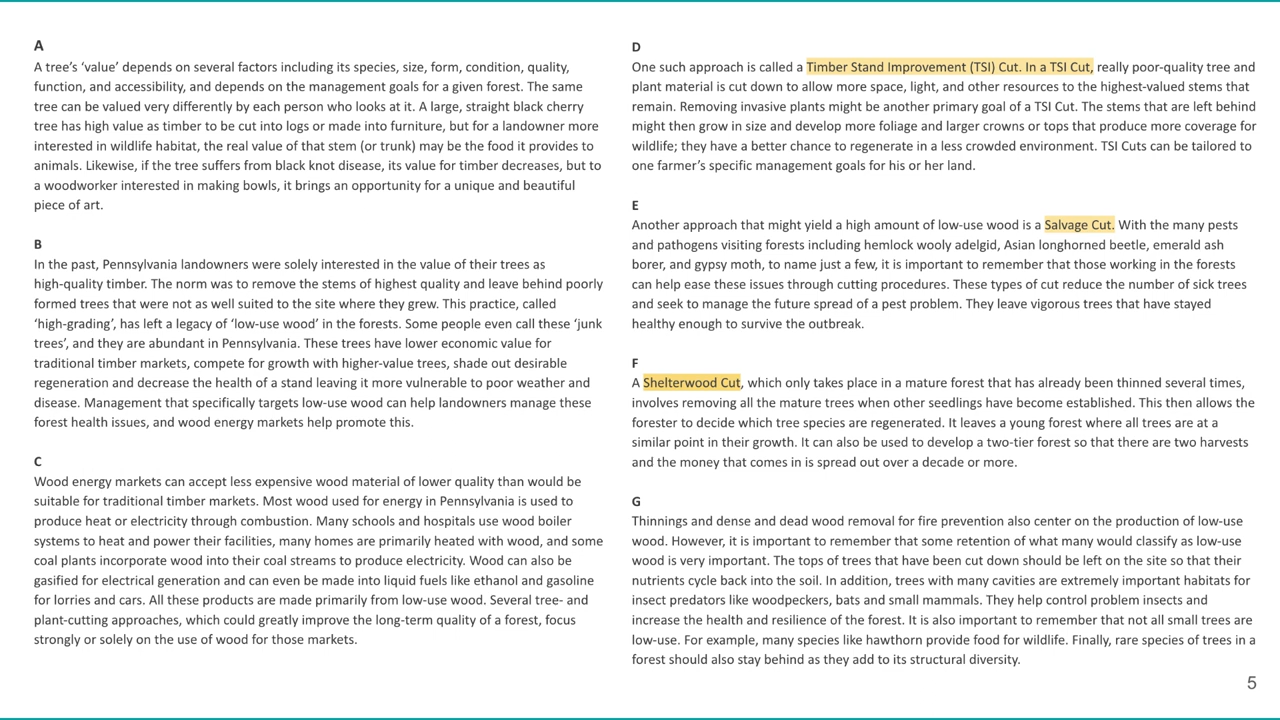 A
A tree's 'value' depends on several factors including its species, size, form, condition, quality,
function, and accessibility, and depends on the management goals for a given forest. The same
tree can be valued very differently by each person who looks at it. A large, straight black cherry
tree has high value as timber to be cut into logs or made into furniture, but for a landowner more
interested in wildlife habitat, the real value of that stem (or trunk) may be the food it provides to
animals. Likewise, if the tree suffers from black knot disease, its value for timber decreases, but to
a woodworker interested in making bowls, it brings an opportunity for a unique and beautiful
piece of art.
B
In the past, Pennsylvania landowners were solely interested in the value of their trees as
high-quality timber. The norm was to remove the stems of highest quality and leave behind poorly
formed trees that were not as well suited to the site where they grew. This practice, called
'high-grading', has left a legacy of 'low-use wood' in the forests. Some people even call these 'junk
trees', and they are abundant in Pennsylvania. These trees have lower economic value for
traditional timber markets, compete for growth with higher-value trees, shade out desirable
regeneration and decrease the health of a stand leaving it more vulnerable to poor weather and
disease. Management that specifically targets low-use wood can help landowners manage these
forest health issues, and wood energy markets help promote this.
C
Wood energy markets can accept less expensive wood material of lower quality than would be
suitable for traditional timber markets. Most wood used for energy in Pennsylvania is used to
produce heat or electricity through combustion. Many schools and hospitals use wood boiler
systems to heat and power their facilities, many homes are primarily heated with wood, and some
coal plants incorporate wood into their coal streams to produce electricity. Wood can also be
gasified for electrical generation and can even be made into liquid fuels like ethanol and gasoline
for lorries and cars. All these products are made primarily from low-use wood. Several tree- and
plant-cutting approaches, which could greatly improve the long-term quality of a forest, focus
strongly or solely on the use of wood for those markets.
D
One such approach is called a Timber Stand Improvement (TSI) Cut. In a TSI Cut, really poor-quality tree and
plant material is cut down to allow more space, light, and other resources to the highest-valued stems that
remain. Removing invasive plants might be another primary goal of a TSI Cut. The stems that are left behind
might then grow in size and develop more foliage and larger crowns or tops that produce more coverage for
wildlife; they have a better chance to regenerate in a less crowded environment. TSI Cuts can be tailored to
one farmer's specific management goals for his or her land.
E
Another approach that might yield a high amount of low-use wood is a Salvage Cut. With the many pests
and pathogens visiting forests including hemlock wooly adelgid, Asian longhorned beetle, emerald ash
borer, and gypsy moth, to name just a few, it is important to remember that those working in the forests
can help ease these issues through cutting procedures. These types of cut reduce the number of sick trees
and seek to manage the future spread of a pest problem. They leave vigorous trees that have stayed
healthy enough to survive the outbreak.
F
A Shelterwood Cut, which only takes place in a mature forest that has already been thinned several times,
involves removing all the mature trees when other seedlings have become established. This then allows the
forester to decide which tree species are regenerated. It leaves a young forest where all trees are at a
similar point in their growth. It can also be used to develop a two-tier forest so that there are two harvests
and the money that comes in is spread out over a decade or more.
G
Thinnings and dense and dead wood removal for fire prevention also center on the production of low-use
wood. However, it is important to remember that some retention of what many would classify as low-use
wood is very important. The tops of trees that have been cut down should be left on the site so that their
nutrients cycle back into the soil. In addition, trees with many cavities are extremely important habitats for
insect predators like woodpeckers, bats and small mammals. They help control problem insects and
increase the health and resilience of the forest. It is also important to remember that not all small trees are
low-use. For example, many species like hawthorn provide food for wildlife. Finally, rare species of trees in a
forest should also stay behind as they add to its structural diversity.
5